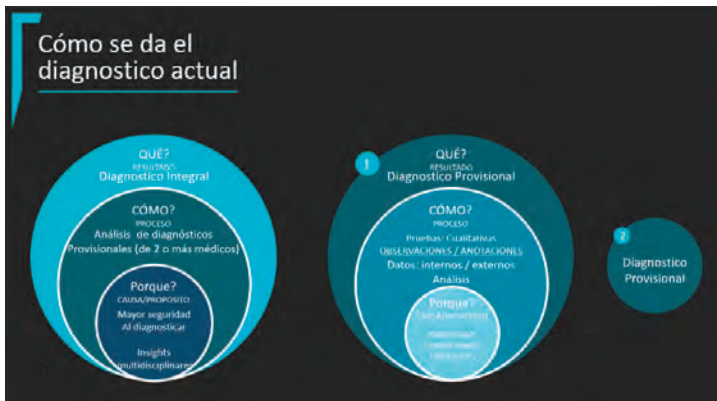 Cómo se da el
diagnostico actual
QUÉ?
RESULTADO
Diagnostico Integral
CÓMO?
PROCESO
Análisis de diagnósticos
Provisionales (de 2 o más médicos)
Porque?
CAUSA/PROPOSITO
Mayor seguridad
Al diagnosticar
Insights
multidisciplinares
1
QUÉ?
RESULTADO
Diagnostico Provisional
CÓMO?
PROCESO
Pruebas: Cualitativas
OBSERVACIONES / ANOTACIONES
Datos: internos / externos
Análisis
Porque?
2
Diagnostico
Provisional